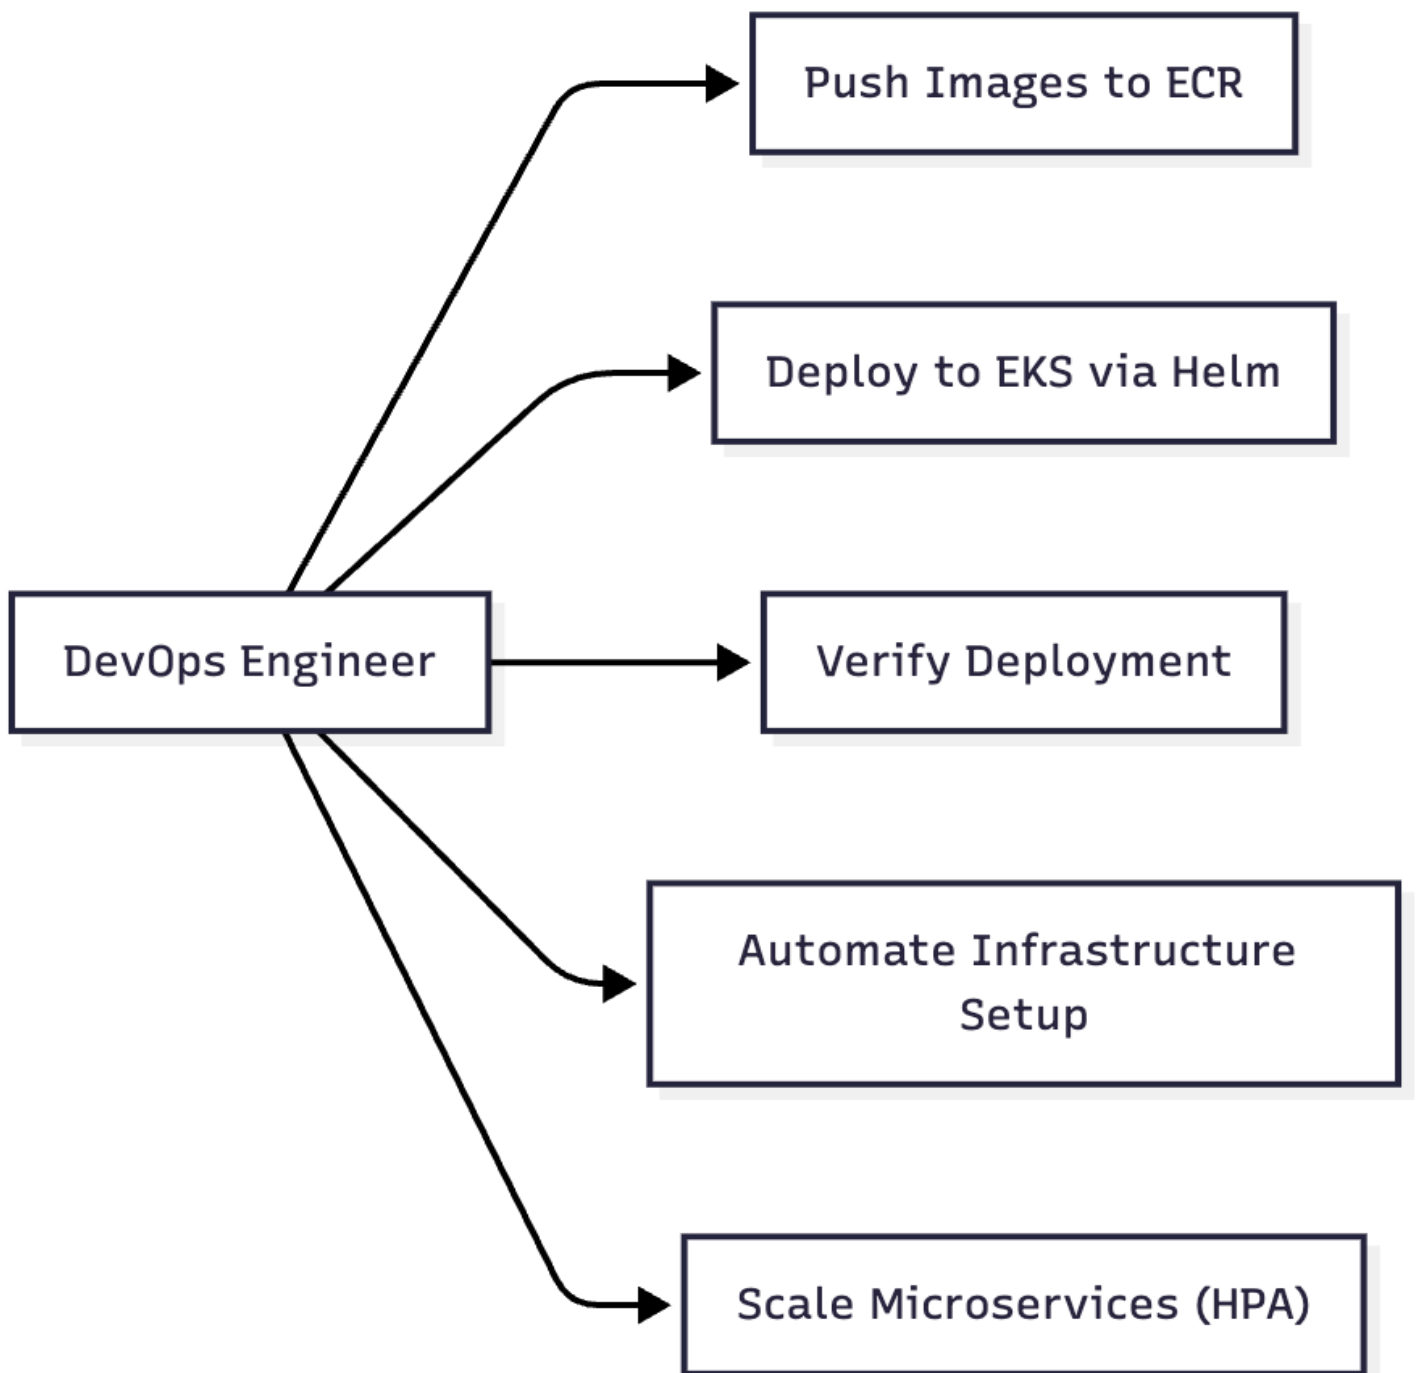 Push Images to ECR
Deploy to EKS via Helm
DevOps Engineer
Verify Deployment
Automate Infrastructure
Setup
Scale Microservices (HPA)